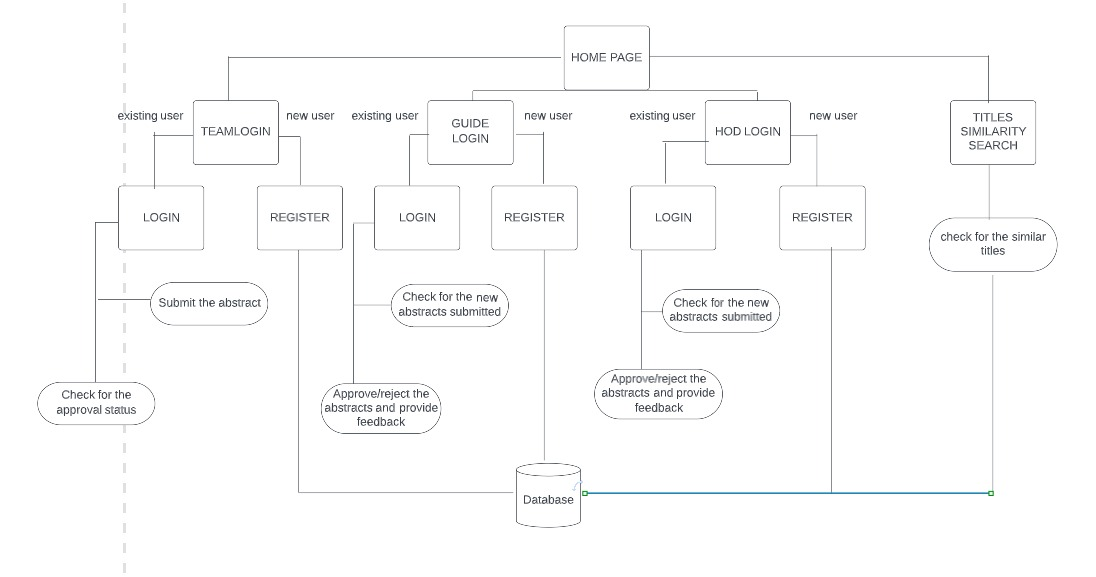 HOME PAGE
existing user
TEAMLOGIN
new user
existing user
GUIDE
LOGIN
new user
existing user
HOD LOGIN
new user
TITLES
SIMILARITY
SEARCH
LOGIN
REGISTER
LOGIN
REGISTER
LOGIN
REGISTER
check for the similar
titles
Submit the abstract
Check for the new
abstracts submitted
Check for the new
abstracts submitted
Check for the
approval status
Approve/reject the
abstracts and provide
feedback
Approve/reject the
abstracts and provide
feedback
Database